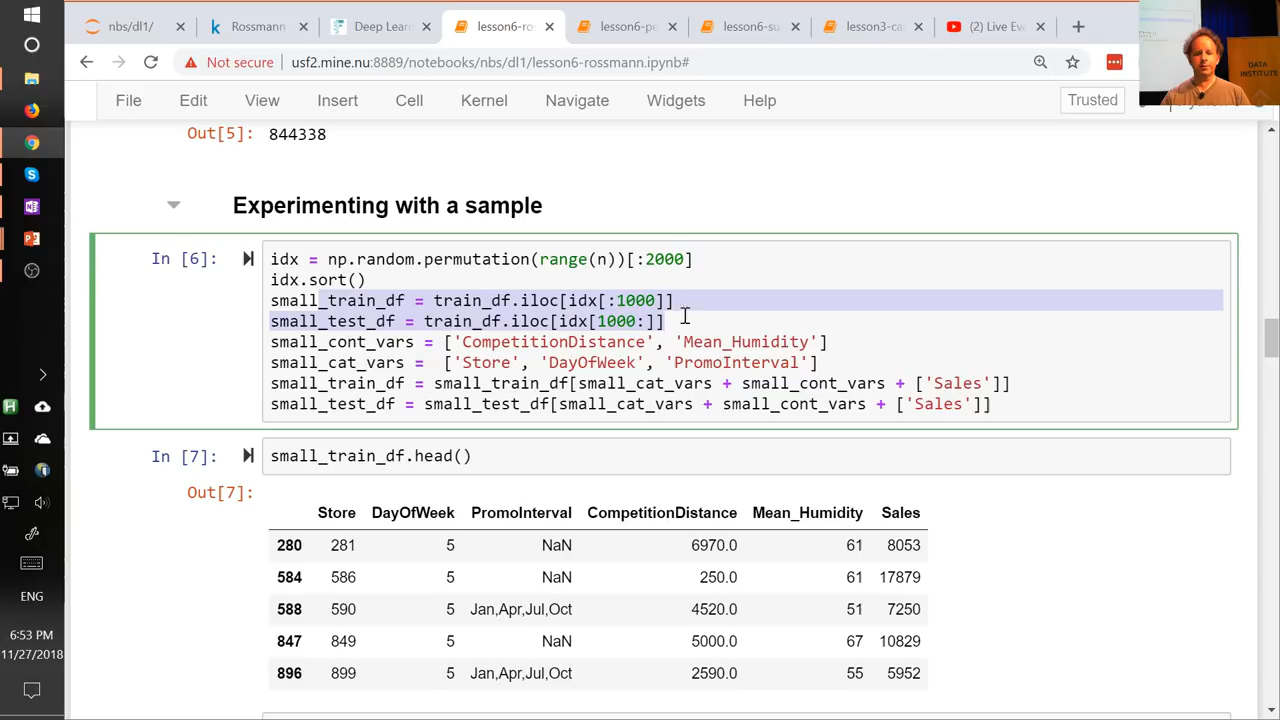 nbs/dl1/
Rossmann
Deep Learn
lesson6-ro
lesson6-pe
lesson6-su
lesson3-ca
(2) Live Eve
Not secure
usf2.mine.nu:8889/notebooks/nbs/dl1/lesson6-rossmann.ipynb#
DATA
INSTITUTE
File Edit View Insert Cell Kernel Navigate Widgets Help
Trusted
Out[5]: 844338
Experimenting with a sample
In [6]: idx = np.random.permutation(range(n))[:2000]
idx.sort()
small_train_df = train_df.iloc[idx[:1000]]
small_test_df = train_df.iloc[idx[1000:]]
small_cont_vars = ['CompetitionDistance', 'Mean_Humidity']
small_cat_vars =  ['Store', 'DayOfWeek', 'PromoInterval']
small_train_df = small_train_df[small_cat_vars + small_cont_vars + ['Sales']]
small_test_df = small_test_df[small_cat_vars + small_cont_vars + ['Sales']]
In [7]: small_train_df.head()
Out[7]:
Store DayOfWeek PromoInterval CompetitionDistance Mean_Humidity Sales
280 281 5 NaN 6970.0 61 8053
584 586 5 NaN 250.0 61 17879
588 590 5 Jan,Apr,Jul,Oct 4520.0 51 7250
847 849 5 NaN 5000.0 67 10829
896 899 5 Jan,Apr,Jul,Oct 2590.0 55 5952
ENG
6:53 PM
11/27/2018